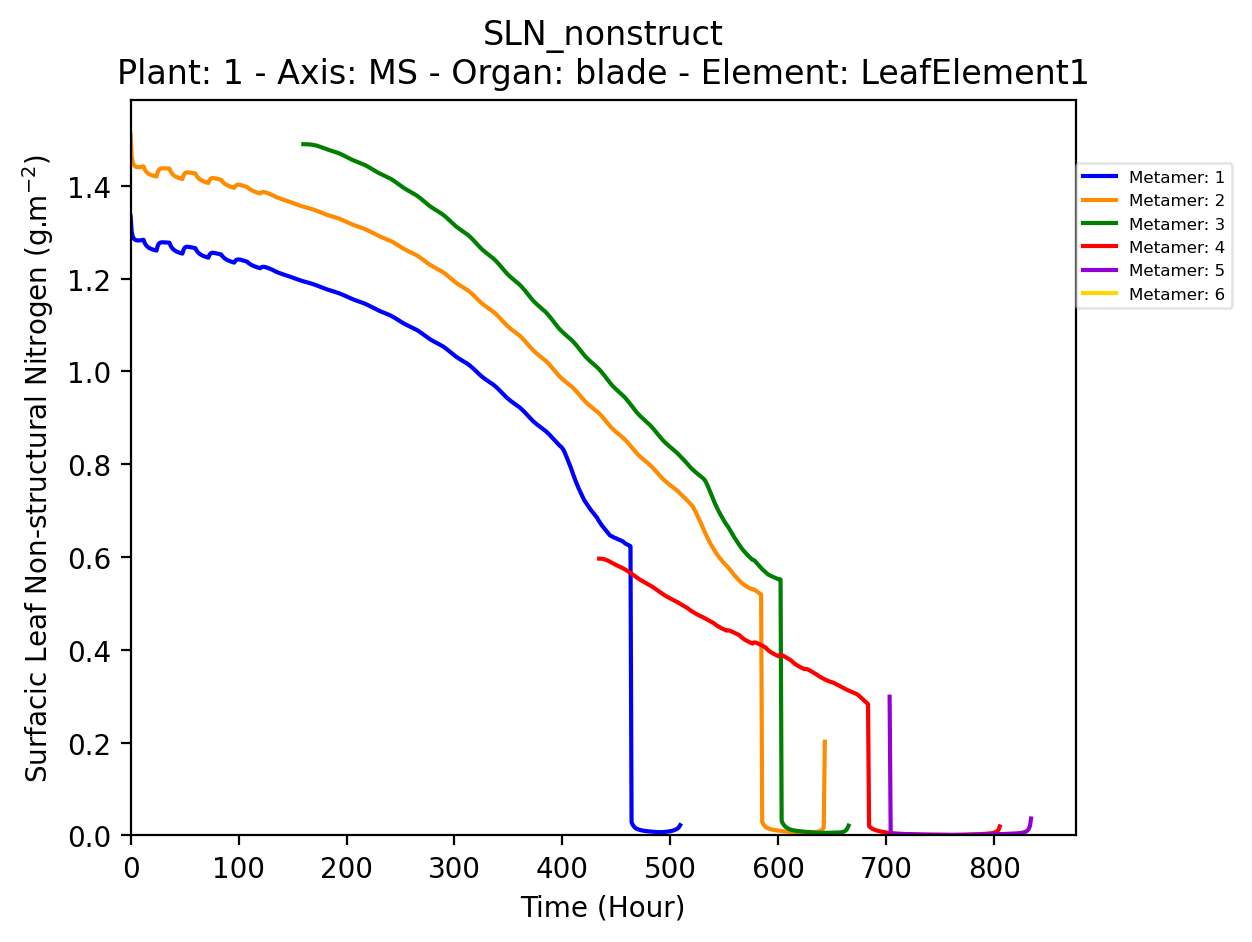 SLN_nonstruct
Plant: 1 - Axis: MS - Organ: blade - Element: LeafElement1
Surfacic Leaf Non-structural Nitrogen (g.m⁻²)
1.4
1.2
1.0
0.8
0.6
0.4
0.2
0.0
0 100 200 300 400 500 600 700 800
Time (Hour)
Metamer: 1
Metamer: 2
Metamer: 3
Metamer: 4
Metamer: 5
Metamer: 6